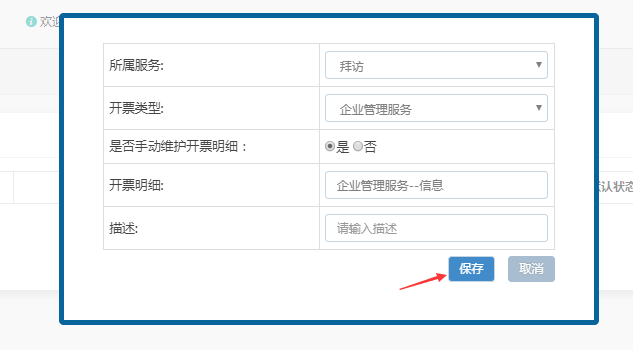 欢迎
所属服务: 拜访
开票类型: 企业管理服务
是否手动维护开票明细： 是 否
开票明细: 企业管理服务--信息
默认状态
描述: 请输入描述
保存 取消